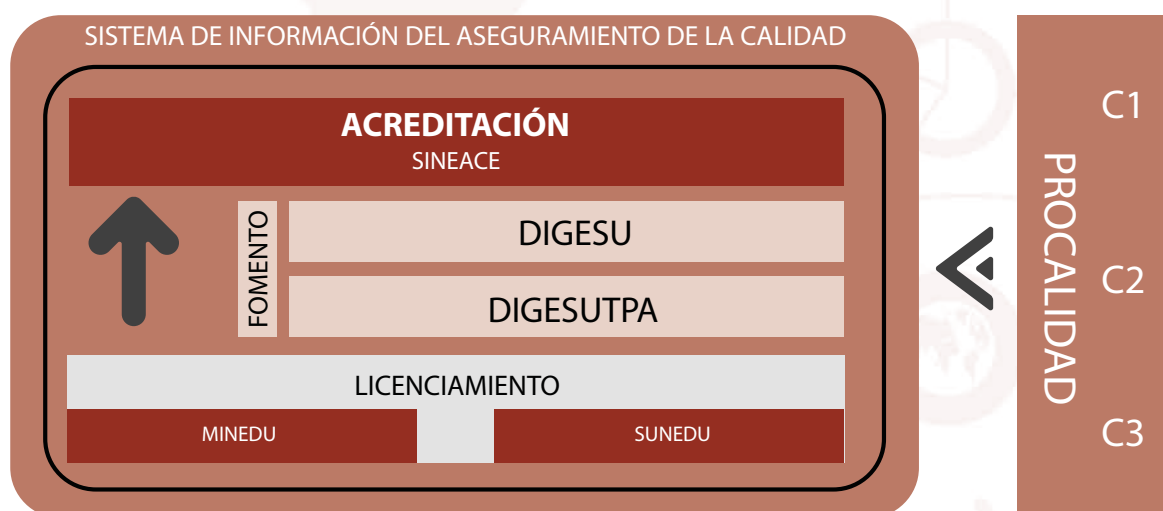 SISTEMA DE INFORMACIÓN DEL ASEGURAMIENTO DE LA CALIDAD
ACREDITACIÓN
SINEACE
FOMENTO
DIGESU
DIGESUTPA
LICENCIAMIENTO
MINEDU
SUNEDU
PROCALIDAD
C1
C2
C3